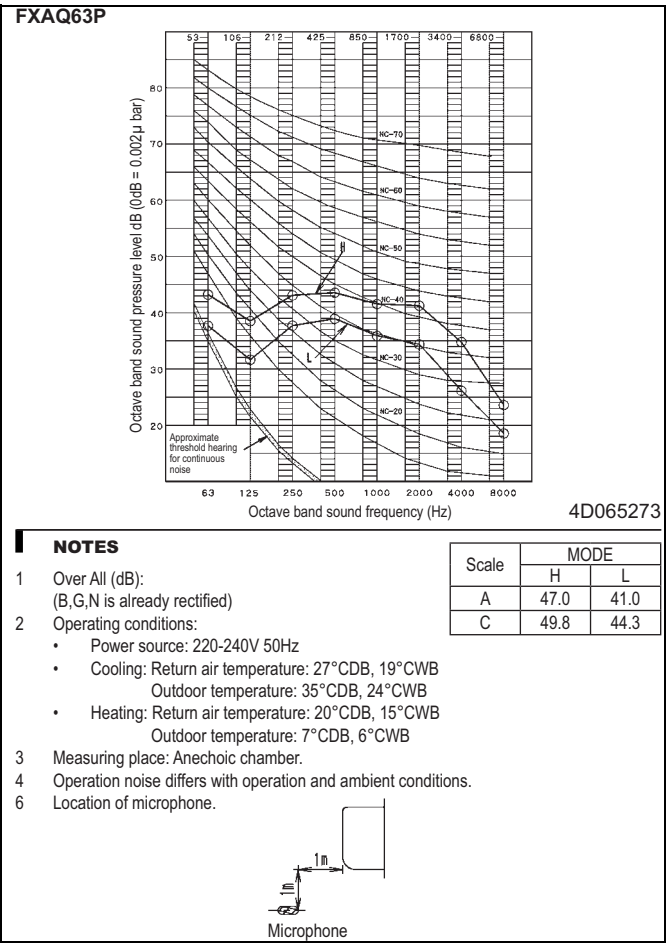 FXAQ63P
53 106 212 425 850 1700 3400 6800
80
70
60
50
40
30
20
Octave band sound pressure level dB (0dB = 0.002µ bar)
NC-70
NC-60
NC-50
NC-40
NC-30
NC-20
H
L
Approximate
threshold hearing
for continuous
noise
63 125 250 500 1000 2000 4000 8000
Octave band sound frequency (Hz)
4D065273
NOTES
1 Over All (dB):
(B,G,N is already rectified)
2 Operating conditions:
• Power source: 220-240V 50Hz
• Cooling: Return air temperature: 27°CDB, 19°CWB
Outdoor temperature: 35°CDB, 24°CWB
• Heating: Return air temperature: 20°CDB, 15°CWB
Outdoor temperature: 7°CDB, 6°CWB
3 Measuring place: Anechoic chamber.
4 Operation noise differs with operation and ambient conditions.
6 Location of microphone.
Scale MODE
H L
A 47.0 41.0
C 49.8 44.3
1m
1m
Microphone